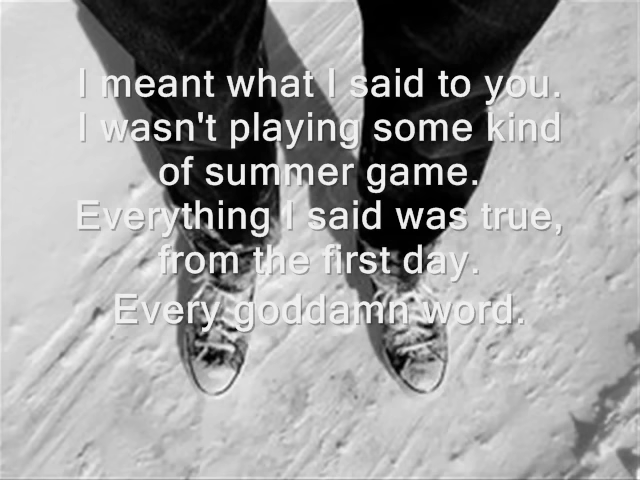 I meant what I said to you.
I wasn't playing some kind
of summer game.
Everything I said was true,
from the first day.
Every goddamn word.